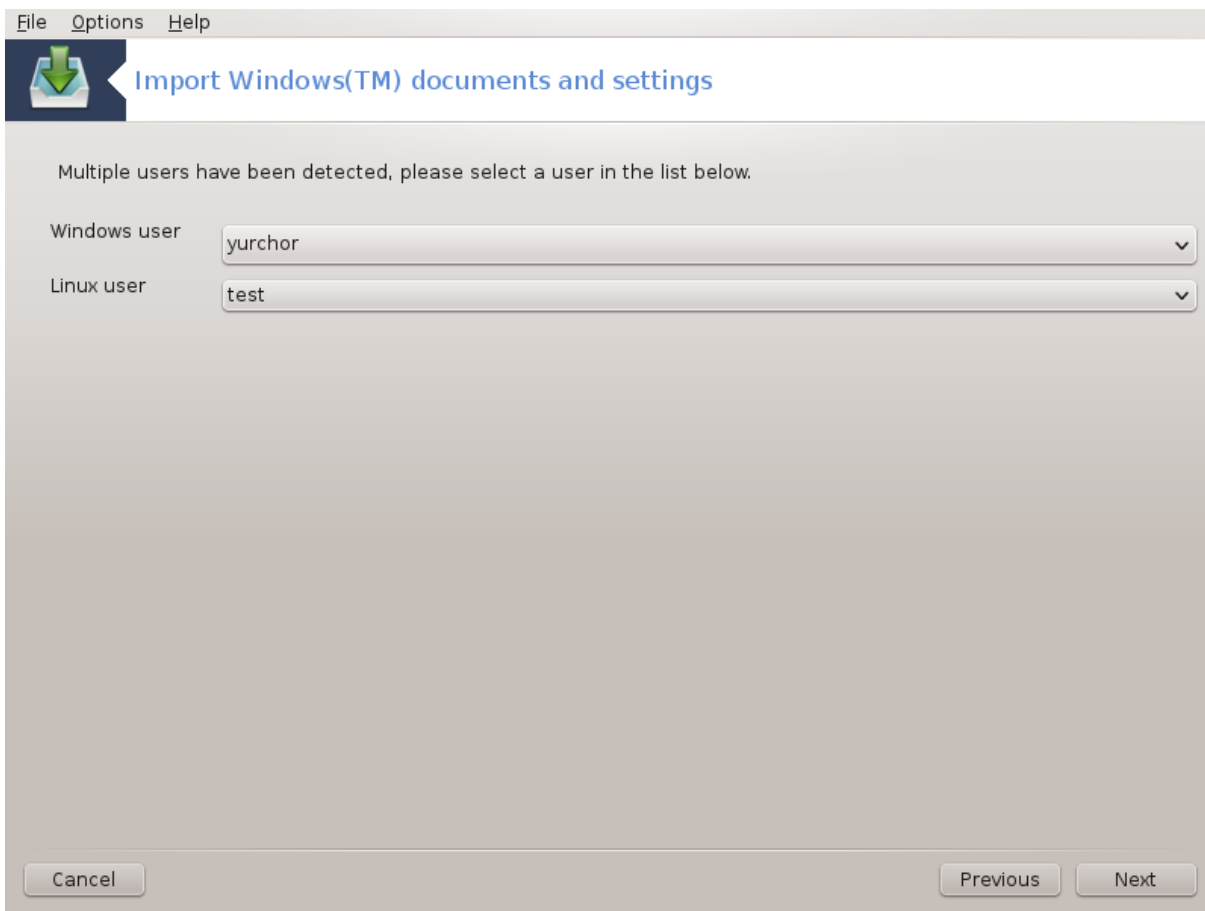 File Options Help
Import Windows(TM) documents and settings
Multiple users have been detected, please select a user in the list below.
Windows user yurchor
Linux user test
Cancel Previous Next